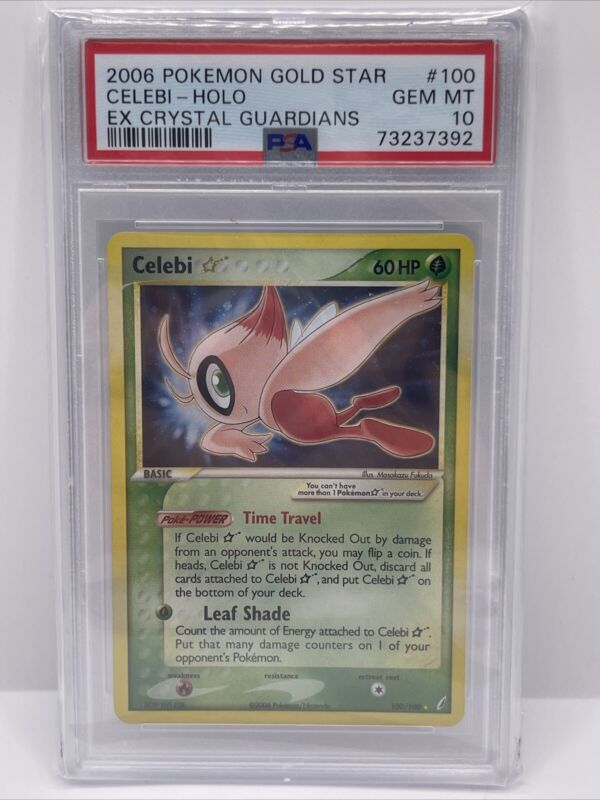 2006 POKEMON GOLD STAR #100
CELEBI - HOLO GEM MT
EX CRYSTAL GUARDIANS 10
PSA 73237392
Celebi ☆ 60 HP
BASIC Illus. Masakazu Fukuda
You can't have
more than 1 Pokémon ☆ in your deck.
Poké-POWER Time Travel
If Celebi ☆ would be Knocked Out by damage
from an opponent's attack, you may flip a coin. If
heads, Celebi ☆ is not Knocked Out, discard all
cards attached to Celebi ☆, and put Celebi ☆ on
the bottom of your deck.
Leaf Shade
Count the amount of Energy attached to Celebi ☆.
Put that many damage counters on 1 of your
opponent's Pokémon.
weakness resistance retreat cost
©2006 Pokémon/Nintendo 100/100